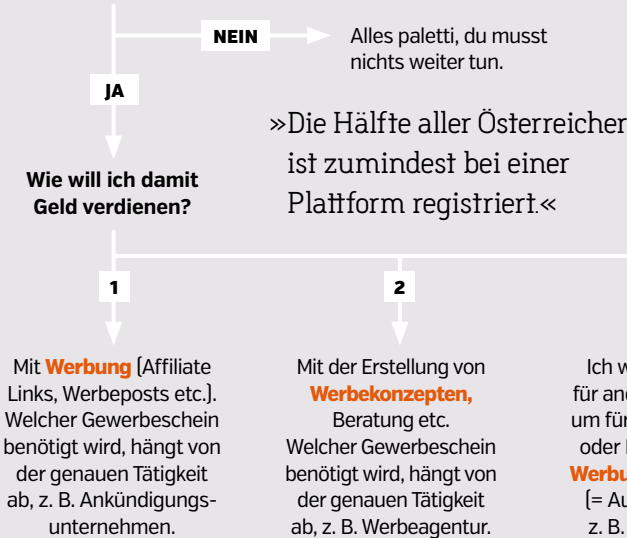 NEIN
Alles paletti, du musst
nichts weiter tun.
JA
»Die Hälfte aller Österreicher
ist zumindest bei einer
Plattform registriert.«
Wie will ich damit
Geld verdienen?
1
Mit Werbung (Affiliate
Links, Werbeposts etc.).
Welcher Gewerbeschein
benötigt wird, hängt von
der genauen Tätigkeit
ab, z. B. Ankündigungs-
unternehmen.
2
Mit der Erstellung von
Werbekonzepten,
Beratung etc.
Welcher Gewerbeschein
benötigt wird, hängt von
der genauen Tätigkeit
ab, z. B. Werbeagentur.
Ich
für
um für
oder
(=
z. B.